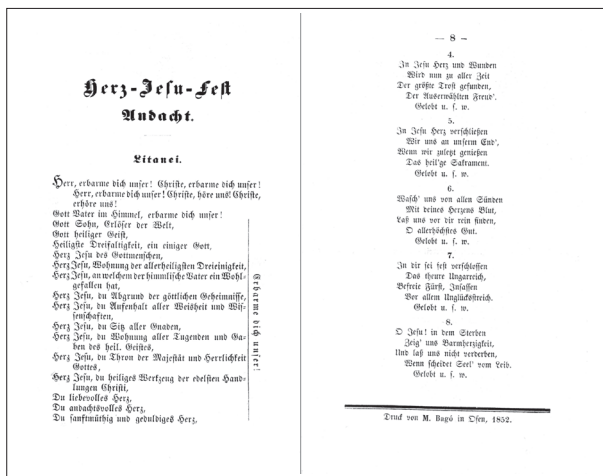 Herz-Jesu-Fest
Andacht.
Litanei.
Herr, erbarme dich unser! Christe, erbarme dich unser!
Herr, erbarme dich unser! Christe, höre uns! Christe,
erhöre uns!
Gott Vater im Himmel, erbarme dich unser!
Gott Sohn, Erlöser der Welt,
Gott heiliger Geist,
Heiligste Dreifaltigkeit, ein einiger Gott,
Herz Jesu des Gottmenschen,
Herz Jesu, Wohnung der allerheiligsten Dreieinigkeit,
Herz Jesu, an welchem der himmlische Vater ein Wohl-
gefallen hat,
Herz Jesu, du Abgrund der göttlichen Geheimnisse,
Herz Jesu, du Aufenthalt aller Weisheit und Wis-
senschaften,
Herz Jesu, du Sitz aller Gnaden,
Herz Jesu, du Wohnung aller Tugenden und Ga-
ben des heil. Geistes,
Herz Jesu, du Thron der Majestät und Herrlichkeit
Gottes,
Herz Jesu, du heiliges Werkzeug der edelsten Hand-
lungen Christi,
Du liebevolles Herz,
Du andachtsvolles Herz,
Du sanftmüthig und geduldiges Herz,
Erbarme dich unser!
— 8 —
4.
In Jesu Herz und Wunden
Wird nun zu aller Zeit
Der größte Trost gefunden,
Der Auserwählten Freud'.
Gelobt u. s. w.
5.
In Jesu Herz verschließen
Wir uns an unserm End',
Wenn wir zuletzt genießen
Das heil'ge Sakrament.
Gelobt u. s. w.
6.
Wasch' uns von allen Sünden
Mit deines Herzens Blut,
Laß uns vor dir rein finden,
O allerhöchstes Gut.
Gelobt u. s. w.
7.
In dir sei fest verschlossen
Das theure Ungarreich,
Befreie Fürst, Insassen
Vor allem Unglücksstreich.
Gelobt u. s. w.
8.
O Jesu! in dem Sterben
Zeig' uns Barmherzigkeit,
Und laß uns nicht verderben,
Wenn scheidet Seel' vom Leib.
Gelobt u. s. w.
Druck von M. Bagó in Ofen, 1852.